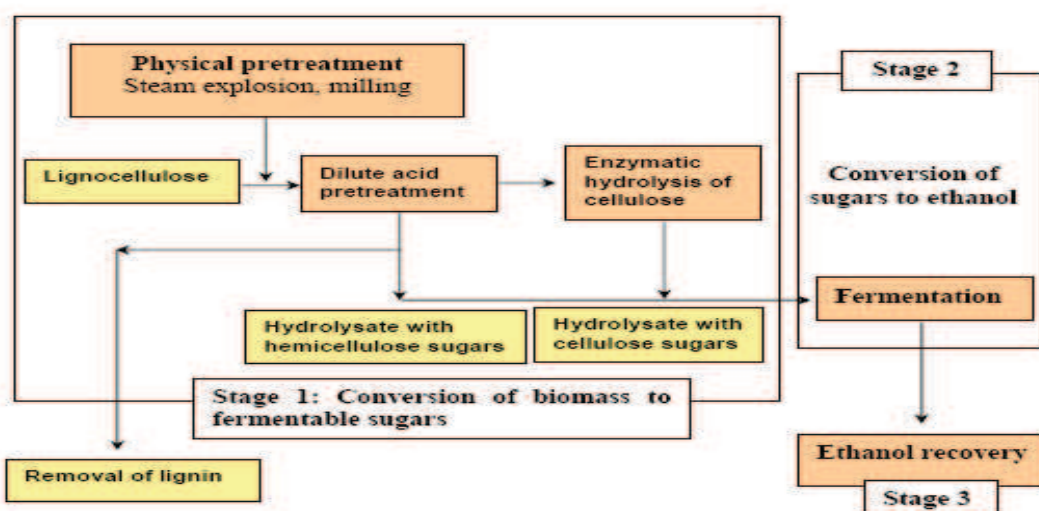 Physical pretreatment
Steam explosion, milling
Stage 2
Lignocellulose
Dilute acid
pretreatment
Enzymatic
hydrolysis of
cellulose
Conversion of
sugars to ethanol
Fermentation
Hydrolysate with
hemicellulose sugars
Hydrolysate with
cellulose sugars
Stage 1: Conversion of biomass to
fermentable sugars
Removal of lignin
Ethanol recovery
Stage 3